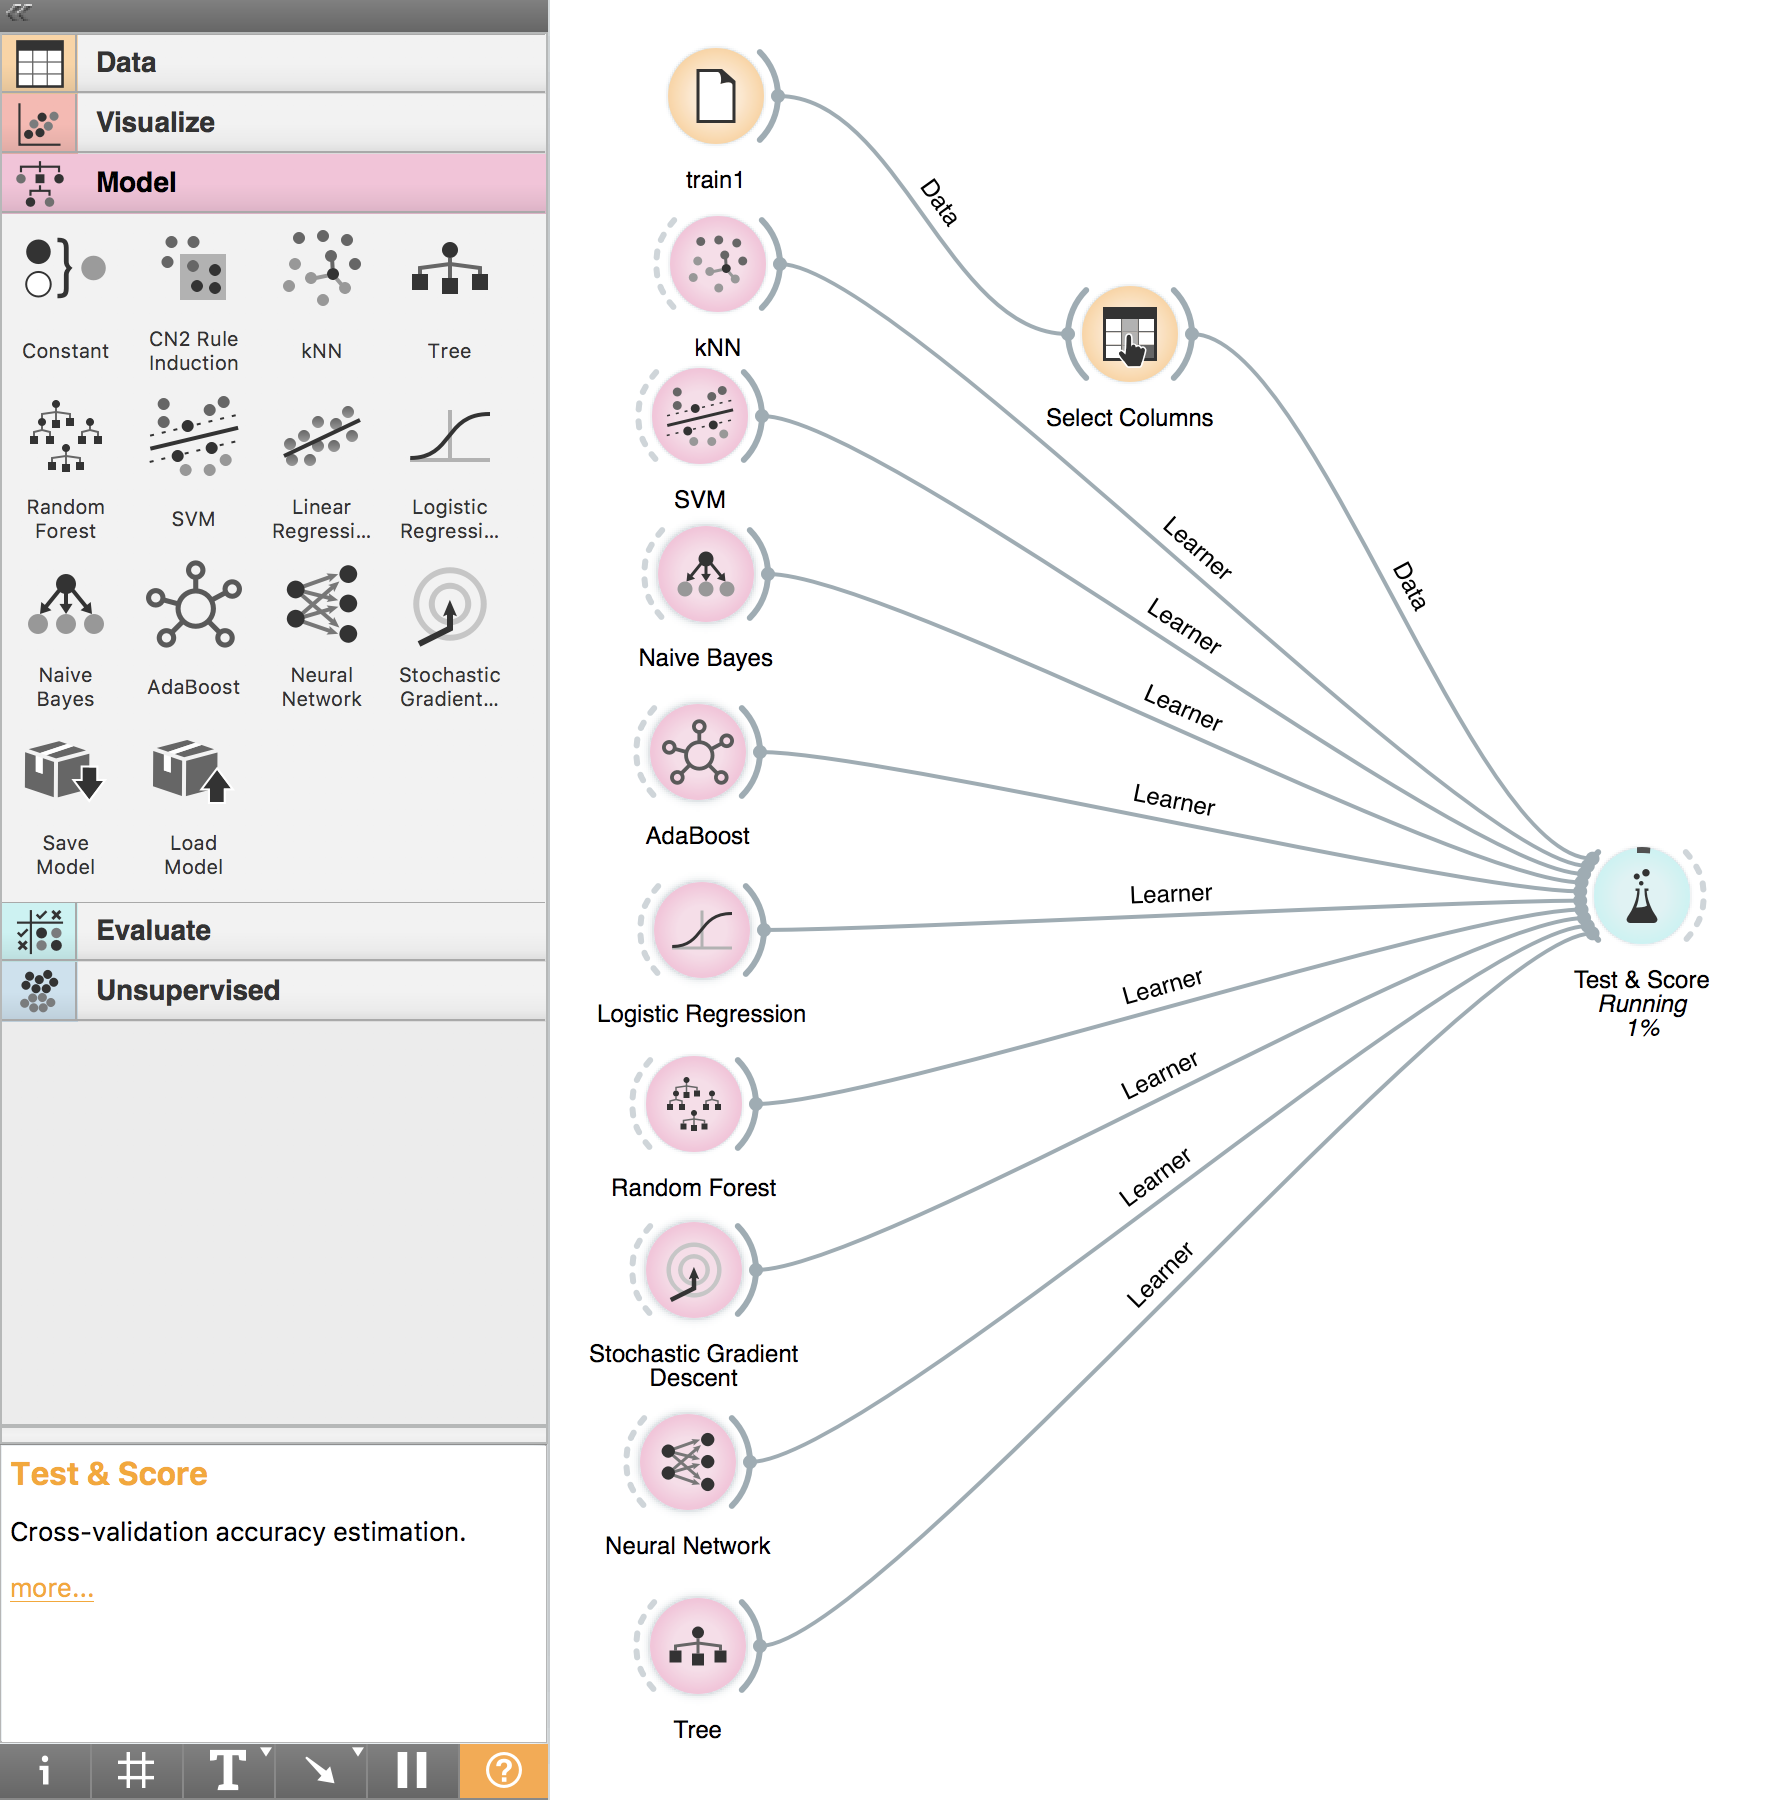 Data
Visualize
Model
Constant
CN2 Rule
Induction
kNN
Tree
Random
Forest
SVM
Linear
Regressi...
Logistic
Regressi...
Naive
Bayes
AdaBoost
Neural
Network
Stochastic
Gradient...
Save
Model
Load
Model
Evaluate
Unsupervised
Test & Score
Cross-validation accuracy estimation.
more...
train1
Data
kNN
Select Columns
SVM
Learner
Data
Learner
Naive Bayes
Learner
AdaBoost
Learner
Logistic Regression
Learner
Test & Score
Running
1%
Learner
Random Forest
Learner
Stochastic Gradient
Descent
Learner
Neural Network
Learner
Tree